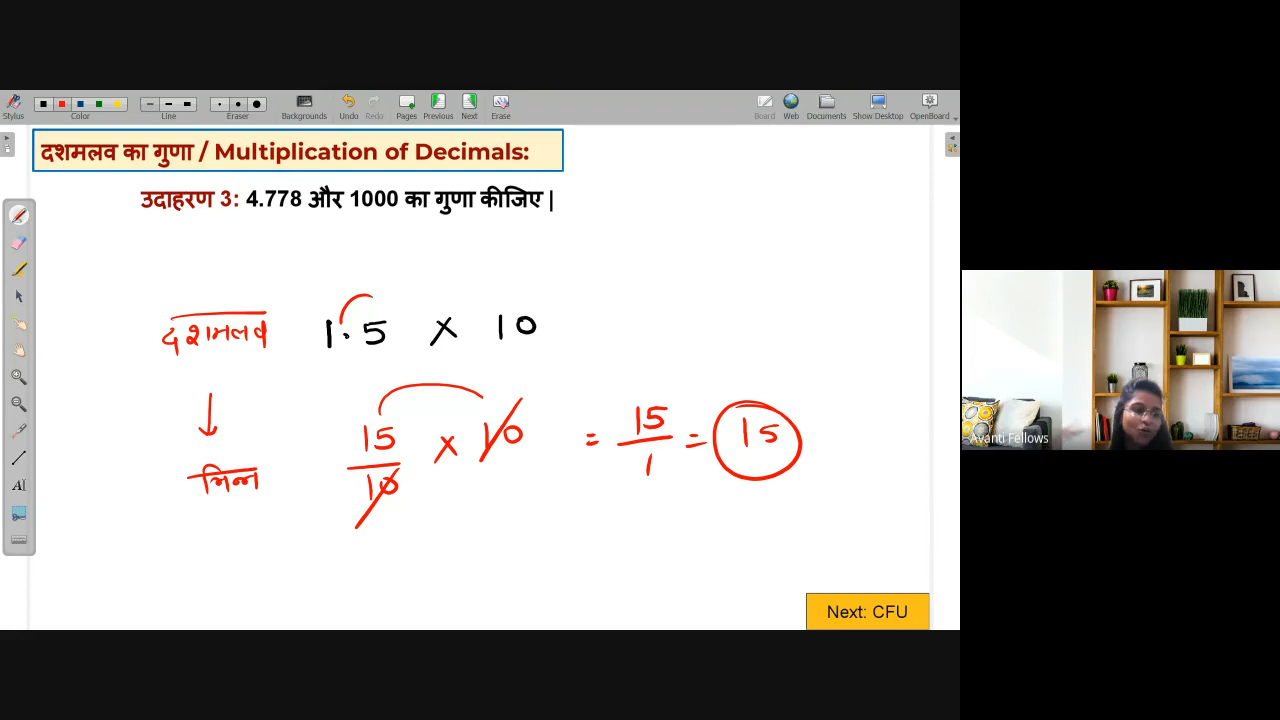 Stylus Color Line Eraser Backgrounds Undo Redo Pages Previous Next Erase Board Web Documents Show Desktop OpenBoard
दशमलव का गुणा / Multiplication of Decimals:
उदाहरण 3: 4.778 और 1000 का गुणा कीजिए |
दशमलव 1.5 × 10
↓
भिन्न
15/10 × 10 = 15/1 = 15
Avanti Fellows
Next: CFU